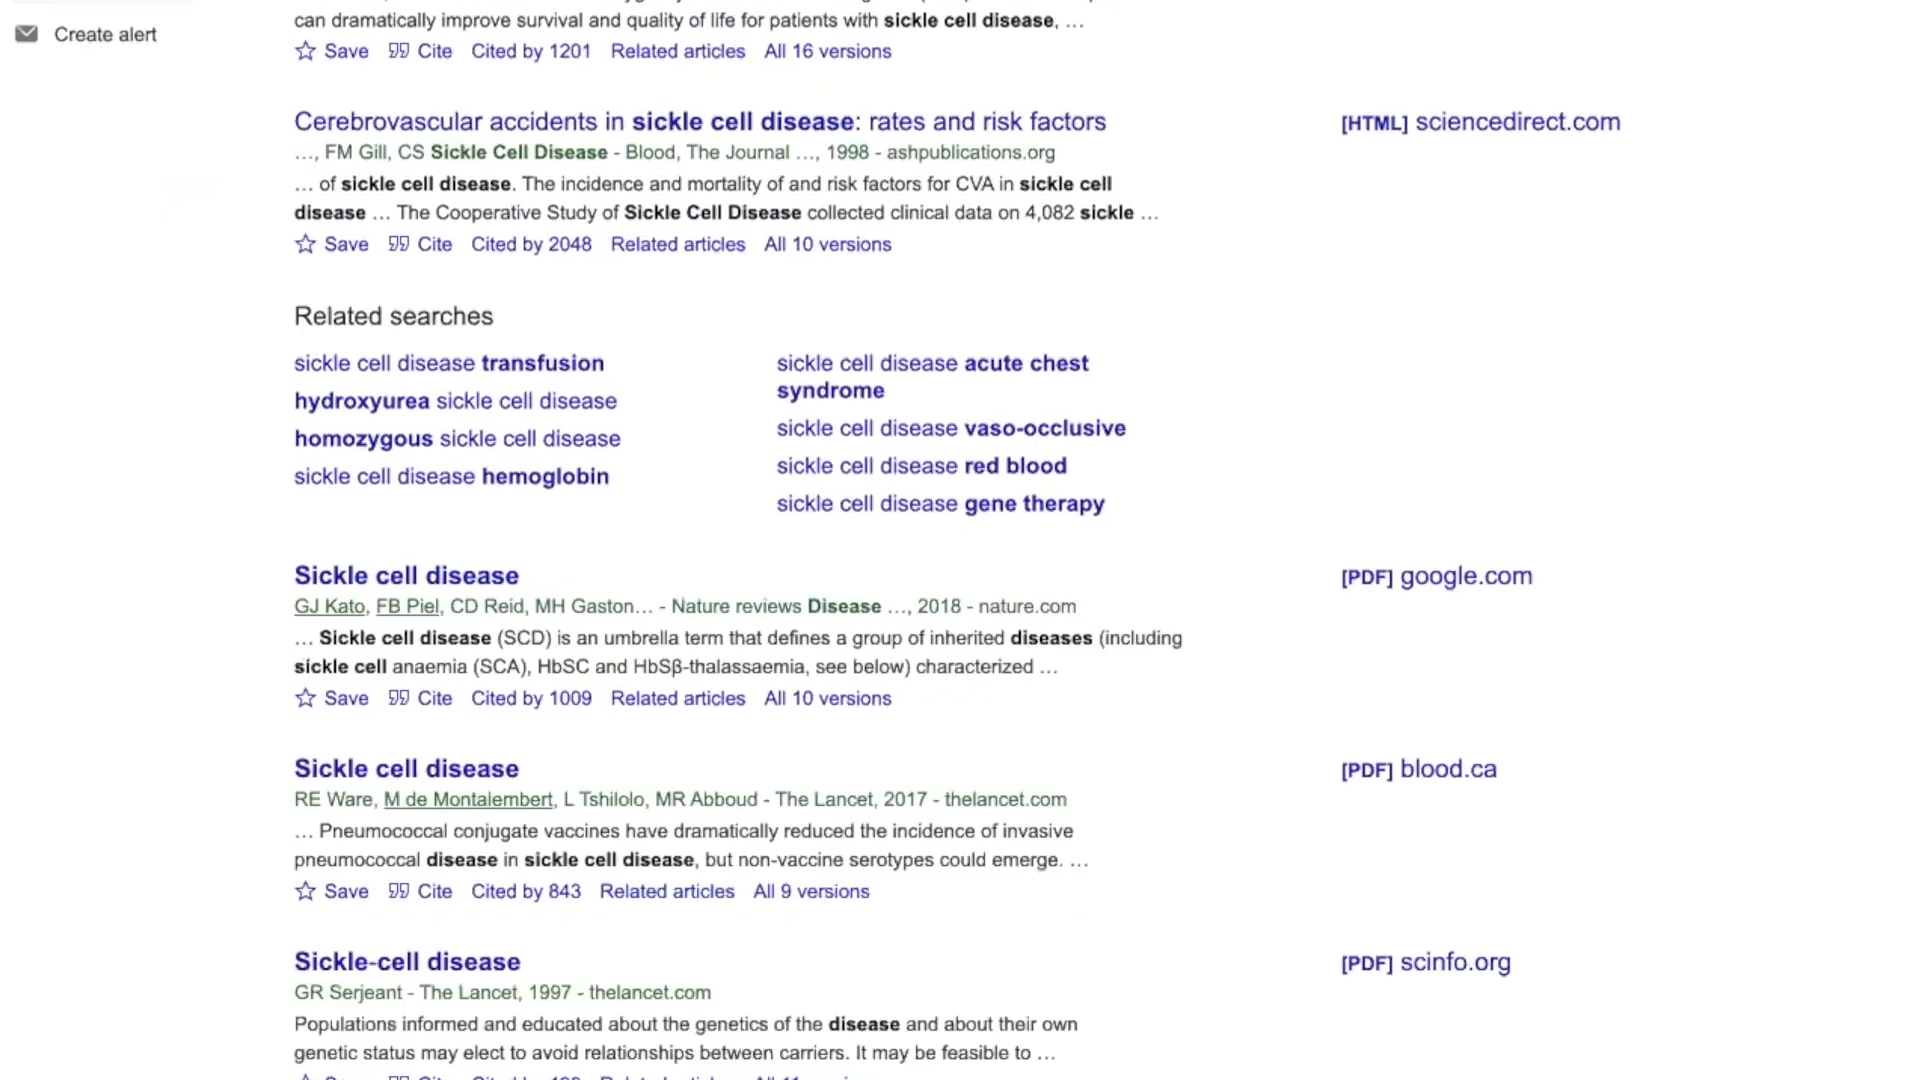 can dramatically improve survival and quality of life for patients with sickle cell disease, …
Create alert
Save Cite Cited by 1201 Related articles All 16 versions
Cerebrovascular accidents in sickle cell disease: rates and risk factors
[HTML] sciencedirect.com
…, FM Gill, CS Sickle Cell Disease - Blood, The Journal …, 1998 - ashpublications.org
… of sickle cell disease. The incidence and mortality of and risk factors for CVA in sickle cell
disease … The Cooperative Study of Sickle Cell Disease collected clinical data on 4,082 sickle …
Save Cite Cited by 2048 Related articles All 10 versions
Related searches
sickle cell disease transfusion
hydroxyurea sickle cell disease
homozygous sickle cell disease
sickle cell disease hemoglobin
sickle cell disease acute chest
syndrome
sickle cell disease vaso-occlusive
sickle cell disease red blood
sickle cell disease gene therapy
Sickle cell disease
[PDF] google.com
GJ Kato, FB Piel, CD Reid, MH Gaston… - Nature reviews Disease …, 2018 - nature.com
… Sickle cell disease (SCD) is an umbrella term that defines a group of inherited diseases (including
sickle cell anaemia (SCA), HbSC and HbSβ-thalassaemia, see below) characterized …
Save Cite Cited by 1009 Related articles All 10 versions
Sickle cell disease
[PDF] blood.ca
RE Ware, M de Montalembert, L Tshilolo, MR Abboud - The Lancet, 2017 - thelancet.com
… Pneumococcal conjugate vaccines have dramatically reduced the incidence of invasive
pneumococcal disease in sickle cell disease, but non-vaccine serotypes could emerge. …
Save Cite Cited by 843 Related articles All 9 versions
Sickle-cell disease
[PDF] scinfo.org
GR Serjeant - The Lancet, 1997 - thelancet.com
Populations informed and educated about the genetics of the disease and about their own
genetic status may elect to avoid relationships between carriers. It may be feasible to …